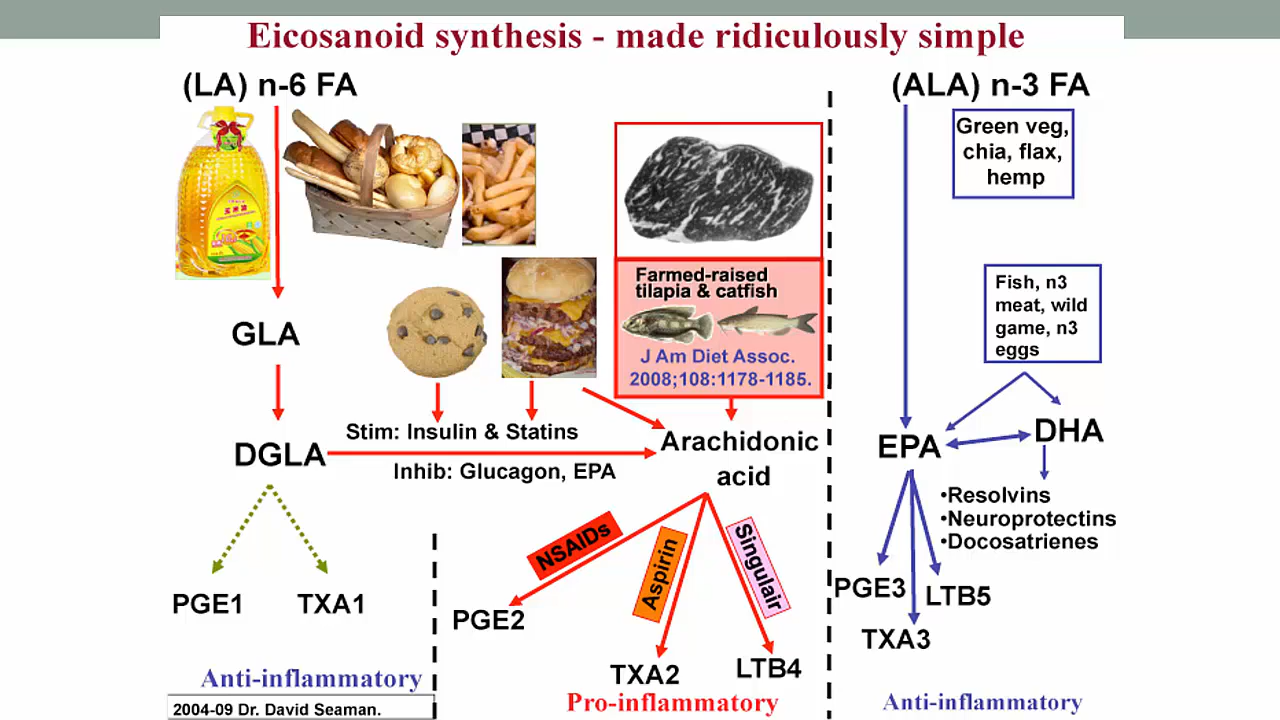 Eicosanoid synthesis - made ridiculously simple
(LA) n-6 FA
GLA
DGLA
PGE1
TXA1
Anti-inflammatory
2004-09 Dr. David Seaman.
Stim: Insulin & Statins
Inhib: Glucagon, EPA
Farmed-raised
tilapia & catfish
J Am Diet Assoc.
2008;108:1178-1185.
Arachidonic
acid
NSAIDs
Aspirin
Singulair
PGE2
TXA2
LTB4
Pro-inflammatory
(ALA) n-3 FA
Green veg,
chia, flax,
hemp
Fish, n3
meat, wild
game, n3
eggs
EPA
DHA
•Resolvins
•Neuroprotectins
•Docosatrienes
PGE3
LTB5
TXA3
Anti-inflammatory